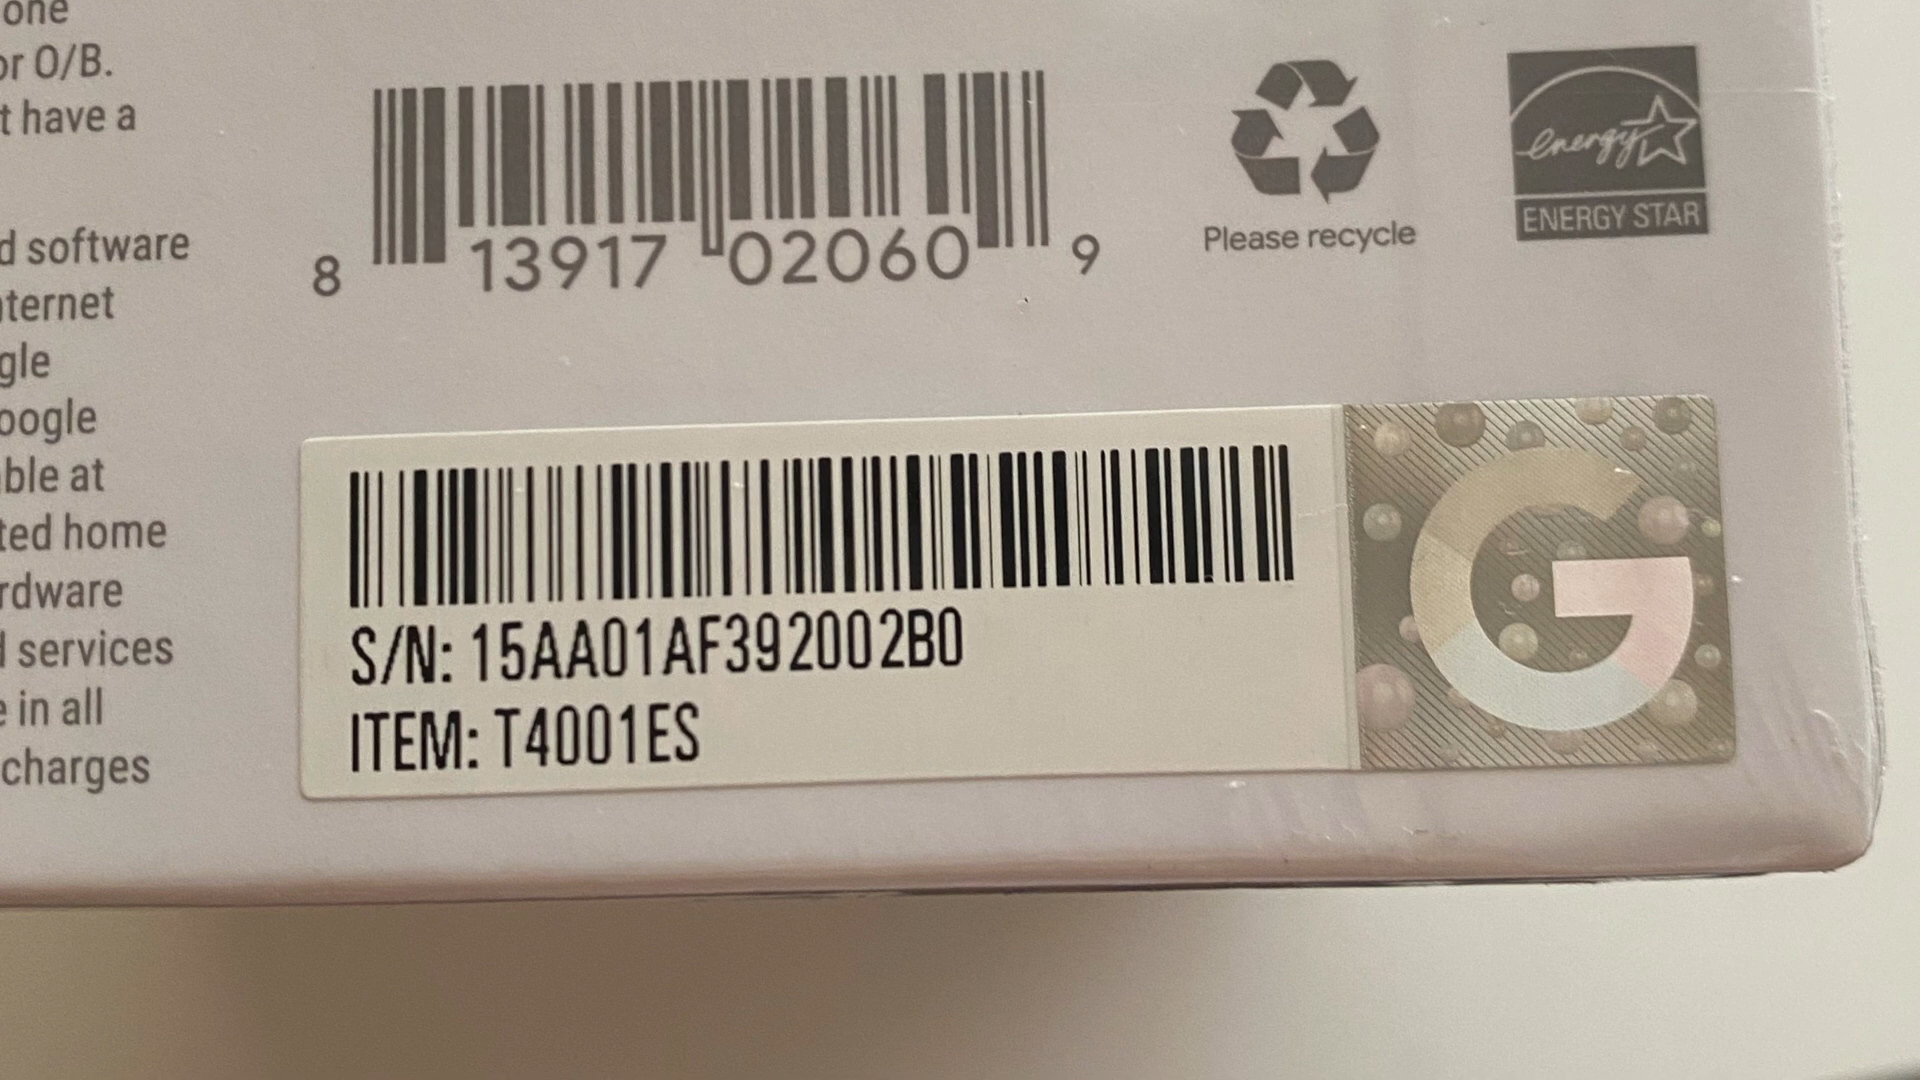 one
or O/B.
t have a
d software
nternet
gle
oogle
ble at
ted home
rdware
d services
e in all
charges
8 13917 02060 9
Please recycle
energy
ENERGY STAR
S/N: 15AA01AF392002B0
ITEM: T4001ES
G